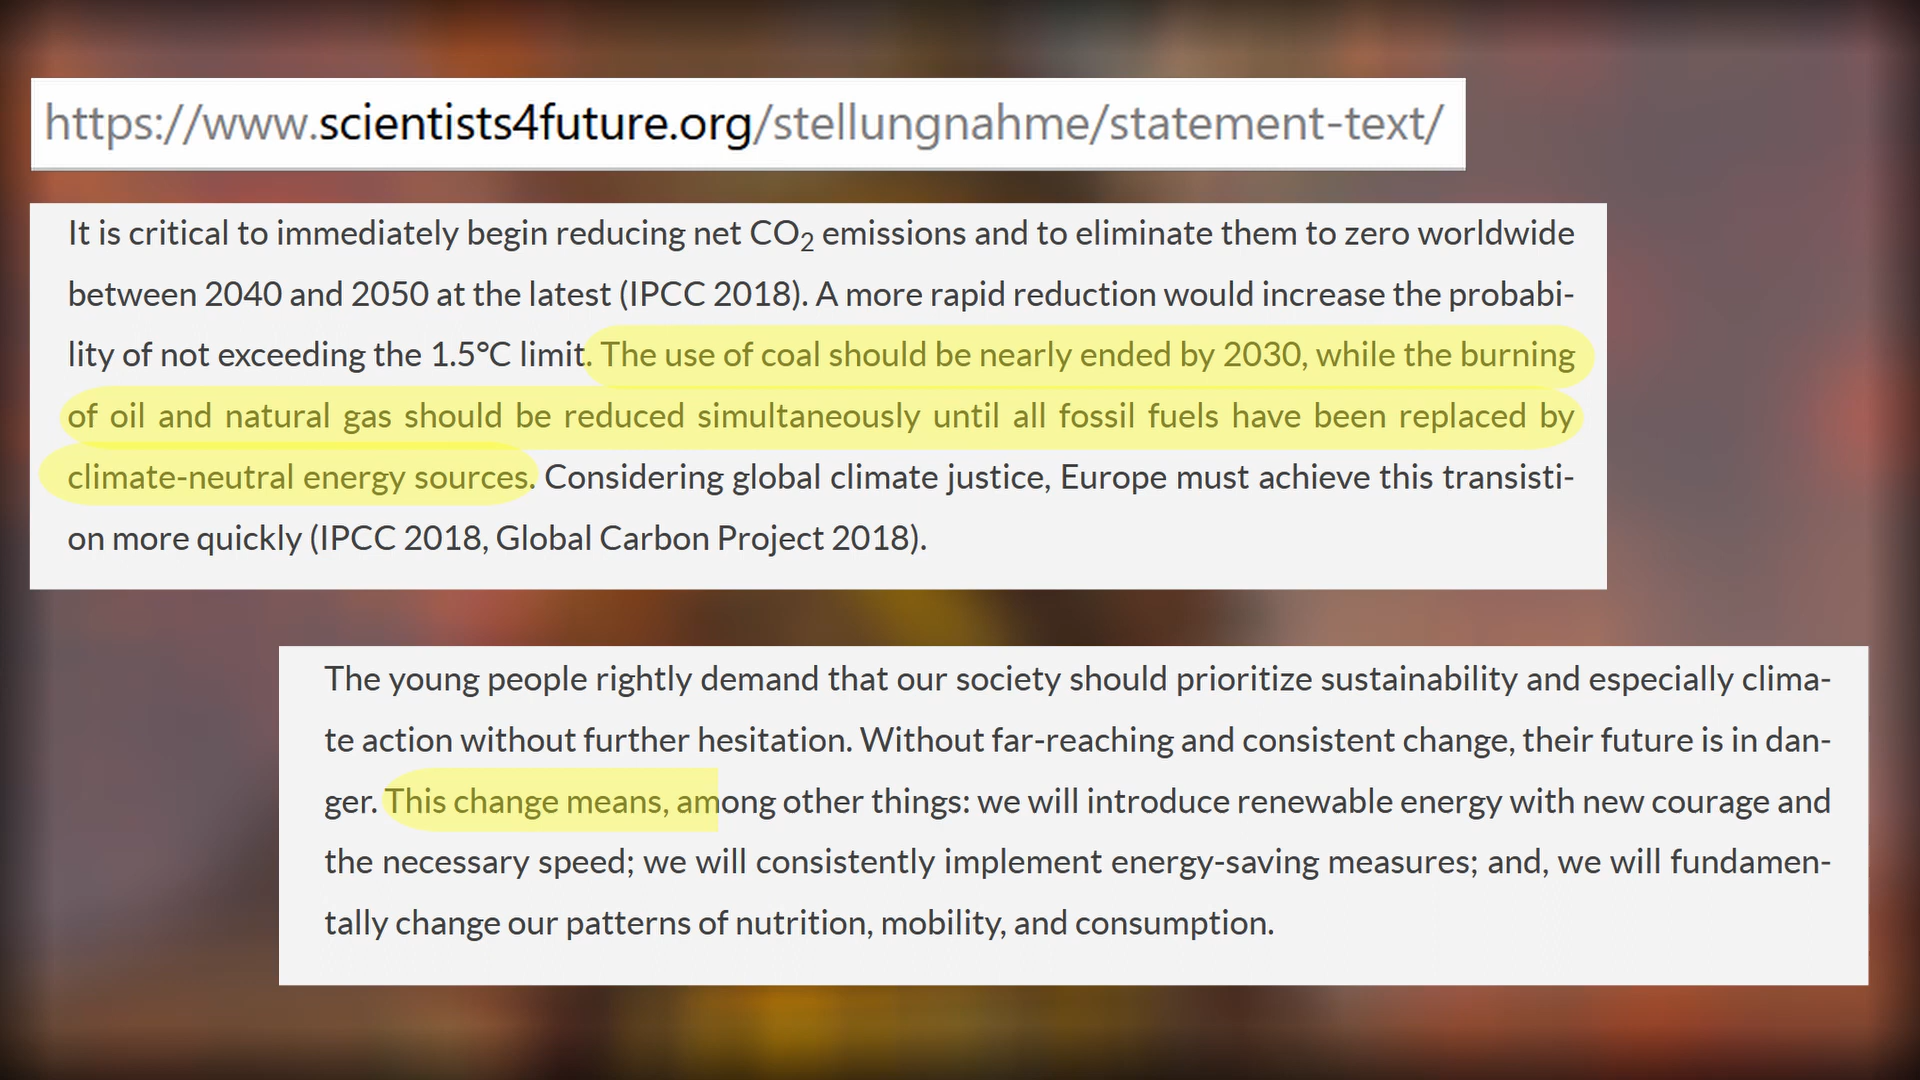 https://www.scientists4future.org/stellungnahme/statement-text/
It is critical to immediately begin reducing net CO₂ emissions and to eliminate them to zero worldwide
between 2040 and 2050 at the latest (IPCC 2018). A more rapid reduction would increase the probabi-
lity of not exceeding the 1.5°C limit. The use of coal should be nearly ended by 2030, while the burning
of oil and natural gas should be reduced simultaneously until all fossil fuels have been replaced by
climate-neutral energy sources. Considering global climate justice, Europe must achieve this transisti-
on more quickly (IPCC 2018, Global Carbon Project 2018).
The young people rightly demand that our society should prioritize sustainability and especially clima-
te action without further hesitation. Without far-reaching and consistent change, their future is in dan-
ger. This change means, among other things: we will introduce renewable energy with new courage and
the necessary speed; we will consistently implement energy-saving measures; and, we will fundamen-
tally change our patterns of nutrition, mobility, and consumption.